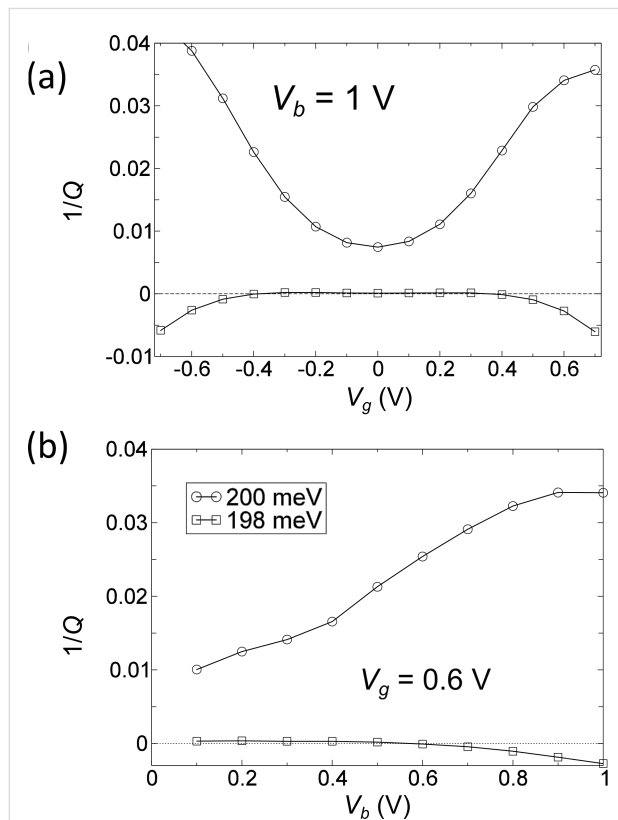 (a)
0.04
0.03
0.02
0.01
0
-0.01
1/Q
V_b = 1 V
-0.6 -0.4 -0.2 0 0.2 0.4 0.6
V_g (V)
(b)
0.04
0.03
0.02
0.01
0
1/Q
200 meV
198 meV
V_g = 0.6 V
0 0.2 0.4 0.6 0.8 1
V_b (V)